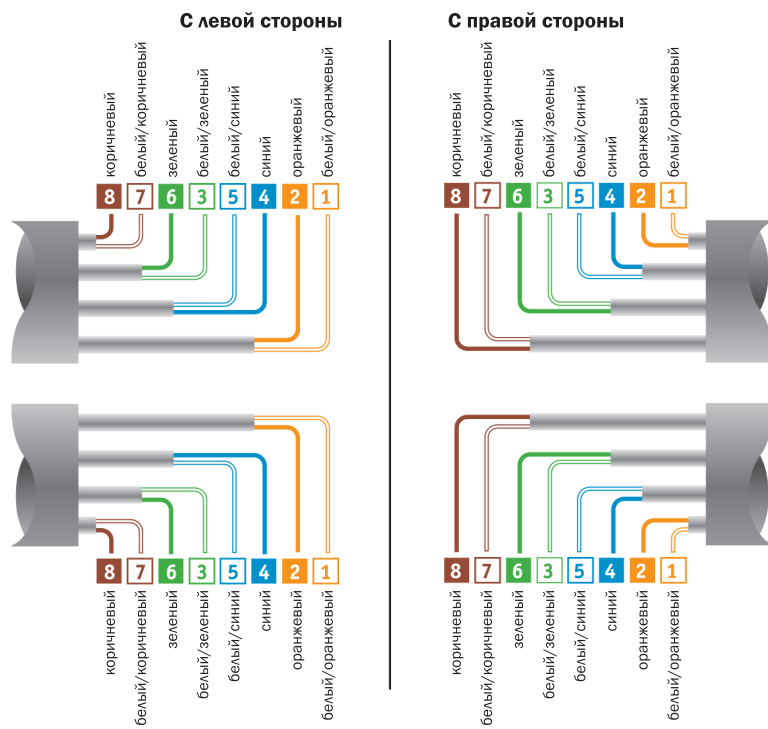 С левой стороны
коричневый
белый/коричневый
зеленый
белый/зеленый
белый/синий
синий
оранжевый
белый/оранжевый
8 7 6 3 5 4 2 1
8 7 6 3 5 4 2 1
коричневый
белый/коричневый
зеленый
белый/зеленый
белый/синий
синий
оранжевый
белый/оранжевый
С правой стороны
коричневый
белый/коричневый
зеленый
белый/зеленый
белый/синий
синий
оранжевый
белый/оранжевый
8 7 6 3 5 4 2 1
8 7 6 3 5 4 2 1
коричневый
белый/коричневый
зеленый
белый/зеленый
белый/синий
синий
оранжевый
белый/оранжевый